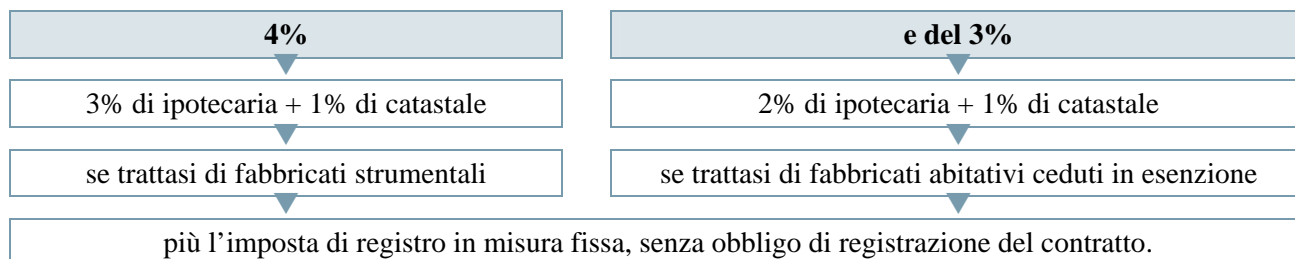 4%
e del 3%
3% di ipotecaria + 1% di catastale
2% di ipotecaria + 1% di catastale
se trattasi di fabbricati strumentali
se trattasi di fabbricati abitativi ceduti in esenzione
più l’imposta di registro in misura fissa, senza obbligo di registrazione del contratto.